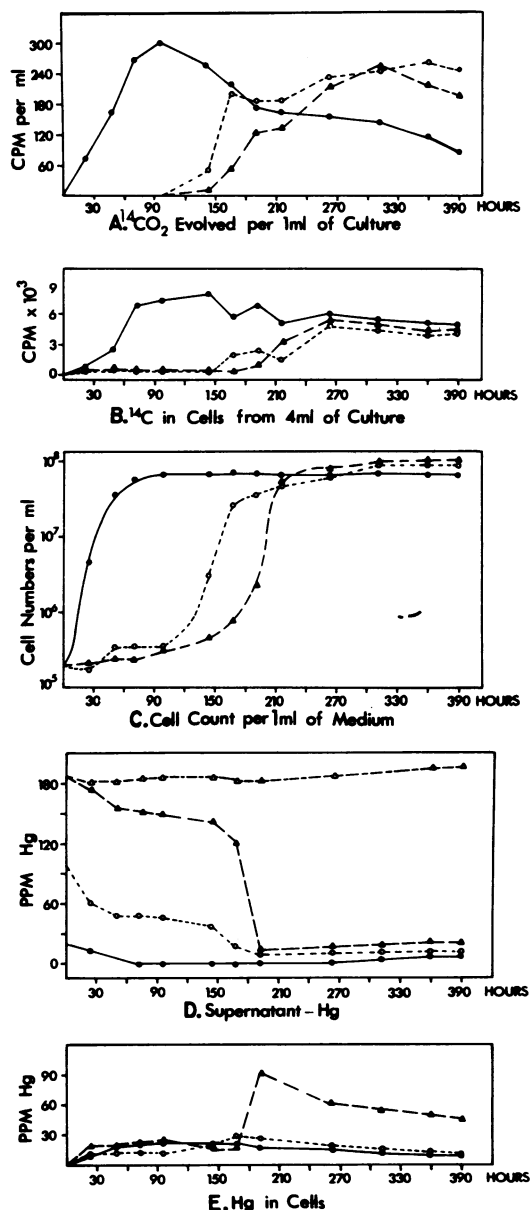 CPM per ml
300
240
180
120
60
30 90 150 210 270 330 390 HOURS
A.¹⁴CO₂ Evolved per 1ml of Culture
CPM x 10³
9
6
3
0
30 90 150 210 270 330 390 HOURS
B.¹⁴C in Cells from 4ml of Culture
Cell Numbers per ml
10⁸
10⁷
10⁶
10⁵
30 90 150 210 270 330 390 HOURS
C. Cell Count per 1ml of Medium
PPM Hg
180
120
60
0
30 90 150 210 270 330 390 HOURS
D. Supernatant - Hg
PPM Hg
90
60
30
30 90 150 210 270 330 390 HOURS
E. Hg in Cells